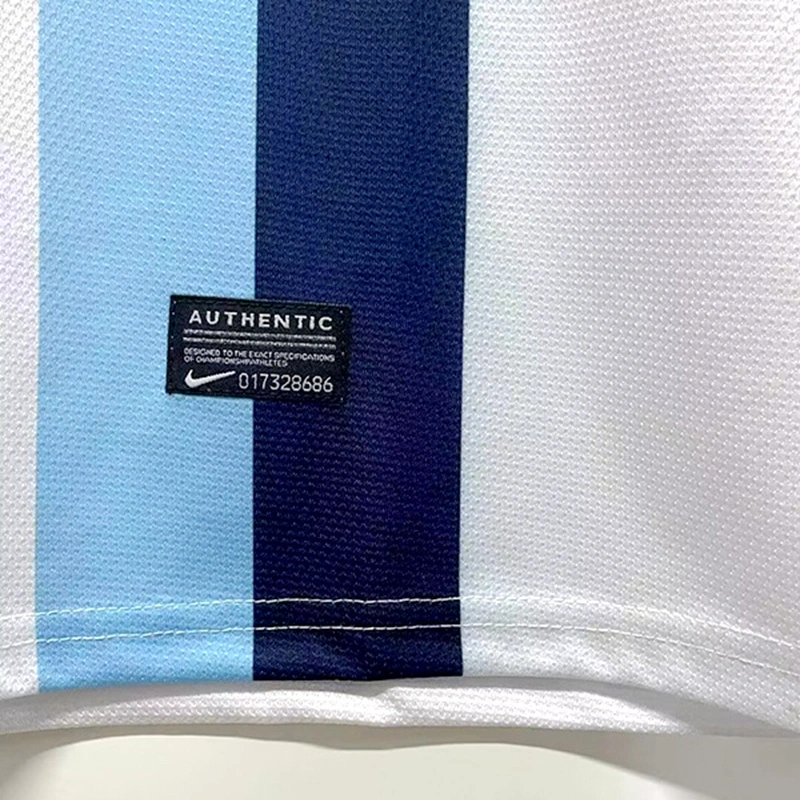 AUTHENTIC
DESIGNED TO THE EXACT SPECIFICATIONS
OF CHAMPIONSHIP ATHLETES
017328686